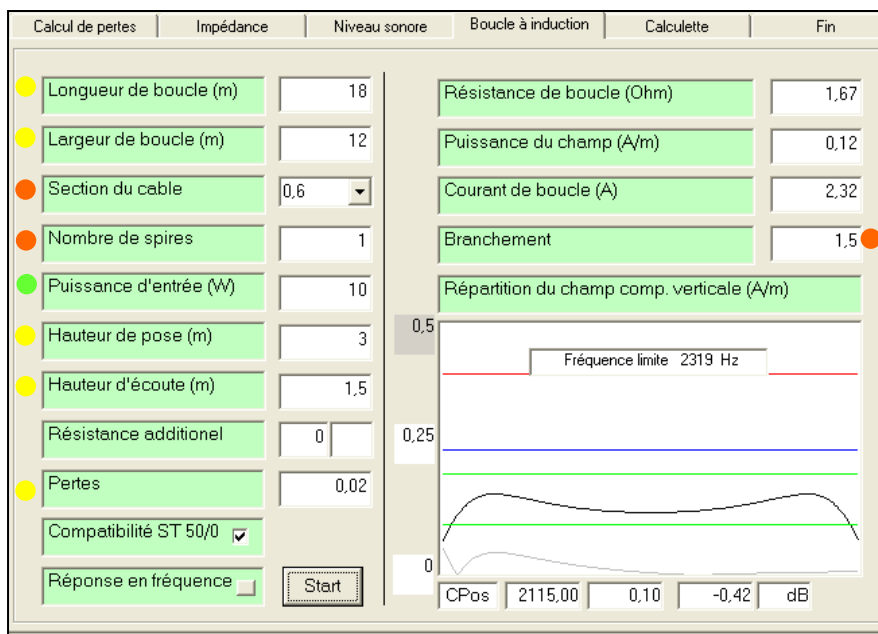 Calcul de pertes Impédance Niveau sonore Boucle à induction Calculette Fin
Longueur de boucle (m) 18
Largeur de boucle (m) 12
Section du cable 0,6
Nombre de spires 1
Puissance d'entrée (W) 10
Hauteur de pose (m) 3
Hauteur d'écoute (m) 1,5
Résistance additionel 0
Pertes 0,02
Compatibilité ST 50/0
Réponse en fréquence Start
Résistance de boucle (Ohm) 1,67
Puissance du champ (A/m) 0,12
Courant de boucle (A) 2,32
Branchement 1,5
Répartition du champ comp. verticale (A/m)
0,5
Fréquence limite 2319 Hz
0,25
0
CPos 2115,00 0,10 -0,42 dB